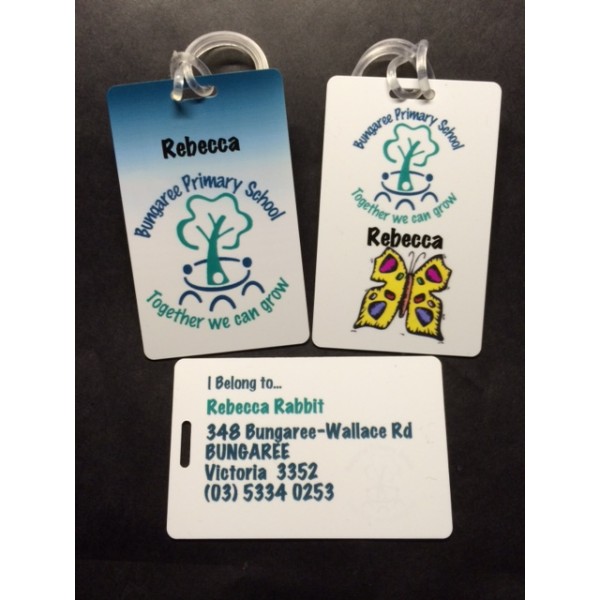 Rebecca
Bungaree Primary School
Together we can grow
Bungaree Primary School
Together we can grow
Rebecca
I Belong to...
Rebecca Rabbit
348 Bungaree-Wallace Rd
BUNGAREE
Victoria 3352
(03) 5334 0253